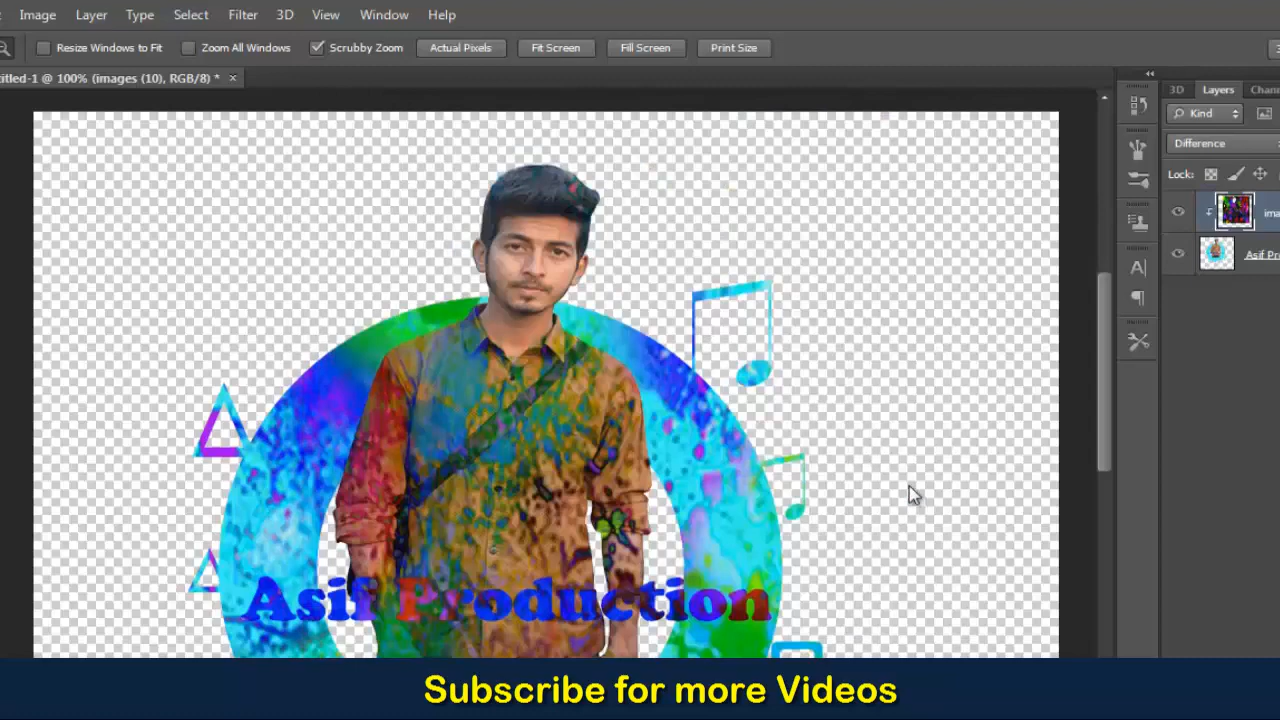 Image Layer Type Select Filter 3D View Window Help
Resize Windows to Fit Zoom All Windows Scrubby Zoom Actual Pixels Fit Screen Fill Screen Print Size
@ 100% (images (10), RGB/8) * ×
3D Layers
Kind
Difference
Lock:
Asif Production
Subscribe for more Videos